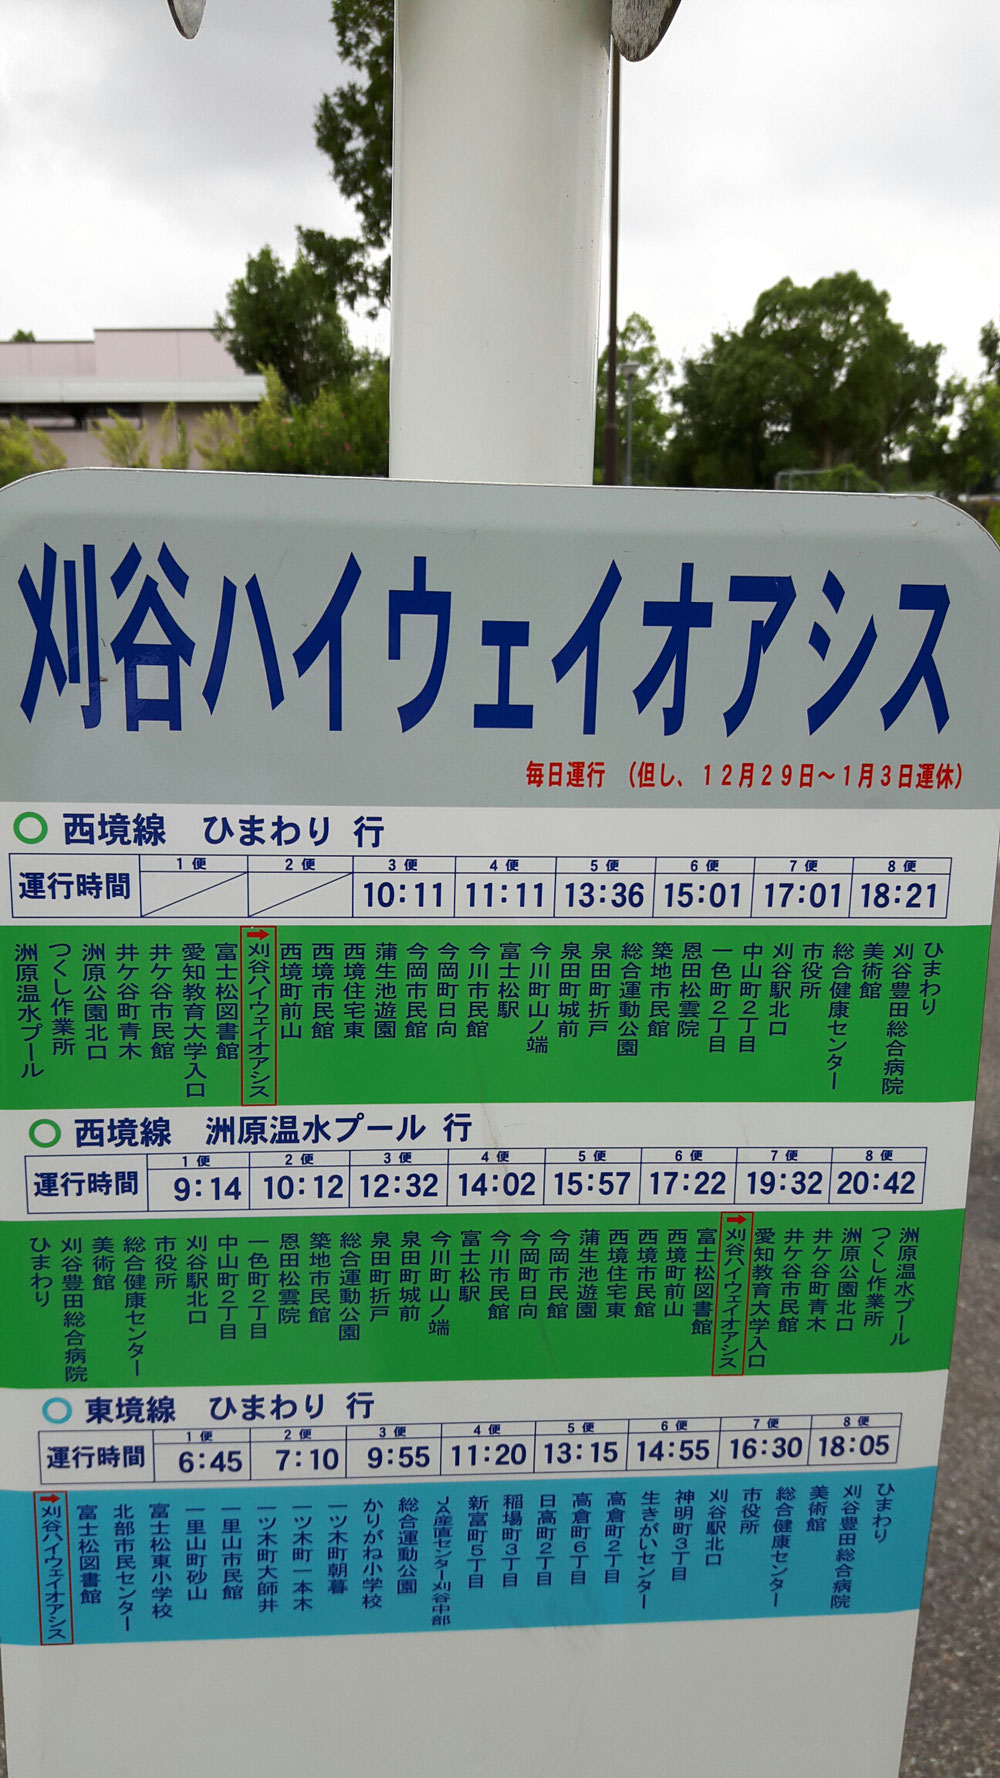 刈谷ハイウェイオアシス
毎日運行 （但し、１２月２９日～１月３日運休）
○ 西境線 ひまわり 行
1便 2便 3便 4便 5便 6便 7便 8便
運行時間 10:11 11:11 13:36 15:01 17:01 18:21
洲原温水プール
つくし作業所
洲原公園北口
井ケ谷町青木
井ケ谷市民館
愛知教育大学入口
富士松図書館
→刈谷ハイウェイオアシス
西境町前山
西境市民館
西境住宅東
蒲生池遊園
今岡市民館
今岡町日向
今川市民館
富士松駅
今川町山ノ端
泉田町城前
泉田町折戸
総合運動公園
築地市民館
恩田松雲院
一色町２丁目
中山町２丁目
刈谷駅北口
市役所
総合健康センター
美術館
刈谷豊田総合病院
ひまわり
○ 西境線 洲原温水プール 行
1便 2便 3便 4便 5便 6便 7便 8便
運行時間 9:14 10:12 12:32 14:02 15:57 17:22 19:32 20:42
ひまわり
刈谷豊田総合病院
美術館
総合健康センター
市役所
刈谷駅北口
中山町２丁目
一色町２丁目
恩田松雲院
築地市民館
総合運動公園
泉田町折戸
泉田町城前
今川町山ノ端
富士松駅
今川市民館
今岡町日向
今岡市民館
蒲生池遊園
西境住宅東
西境市民館
西境町前山
富士松図書館
→刈谷ハイウェイオアシス
愛知教育大学入口
井ケ谷市民館
井ケ谷町青木
洲原公園北口
つくし作業所
洲原温水プール
○ 東境線 ひまわり 行
1便 2便 3便 4便 5便 6便 7便 8便
運行時間 6:45 7:10 9:55 11:20 13:15 14:55 16:30 18:05
→刈谷ハイウェイオアシス
富士松図書館
北部市民センター
富士松東小学校
一里山町砂山
一里山市民館
一ツ木町大師井
一ツ木町一本木
一ツ木町朝暮
かりがね小学校
総合運動公園
JA産直センター刈谷中部
新富町５丁目
稲場町３丁目
日高町２丁目
高倉町６丁目
高倉町２丁目
生きがいセンター
神明町３丁目
刈谷駅北口
市役所
総合健康センター
美術館
刈谷豊田総合病院
ひまわり